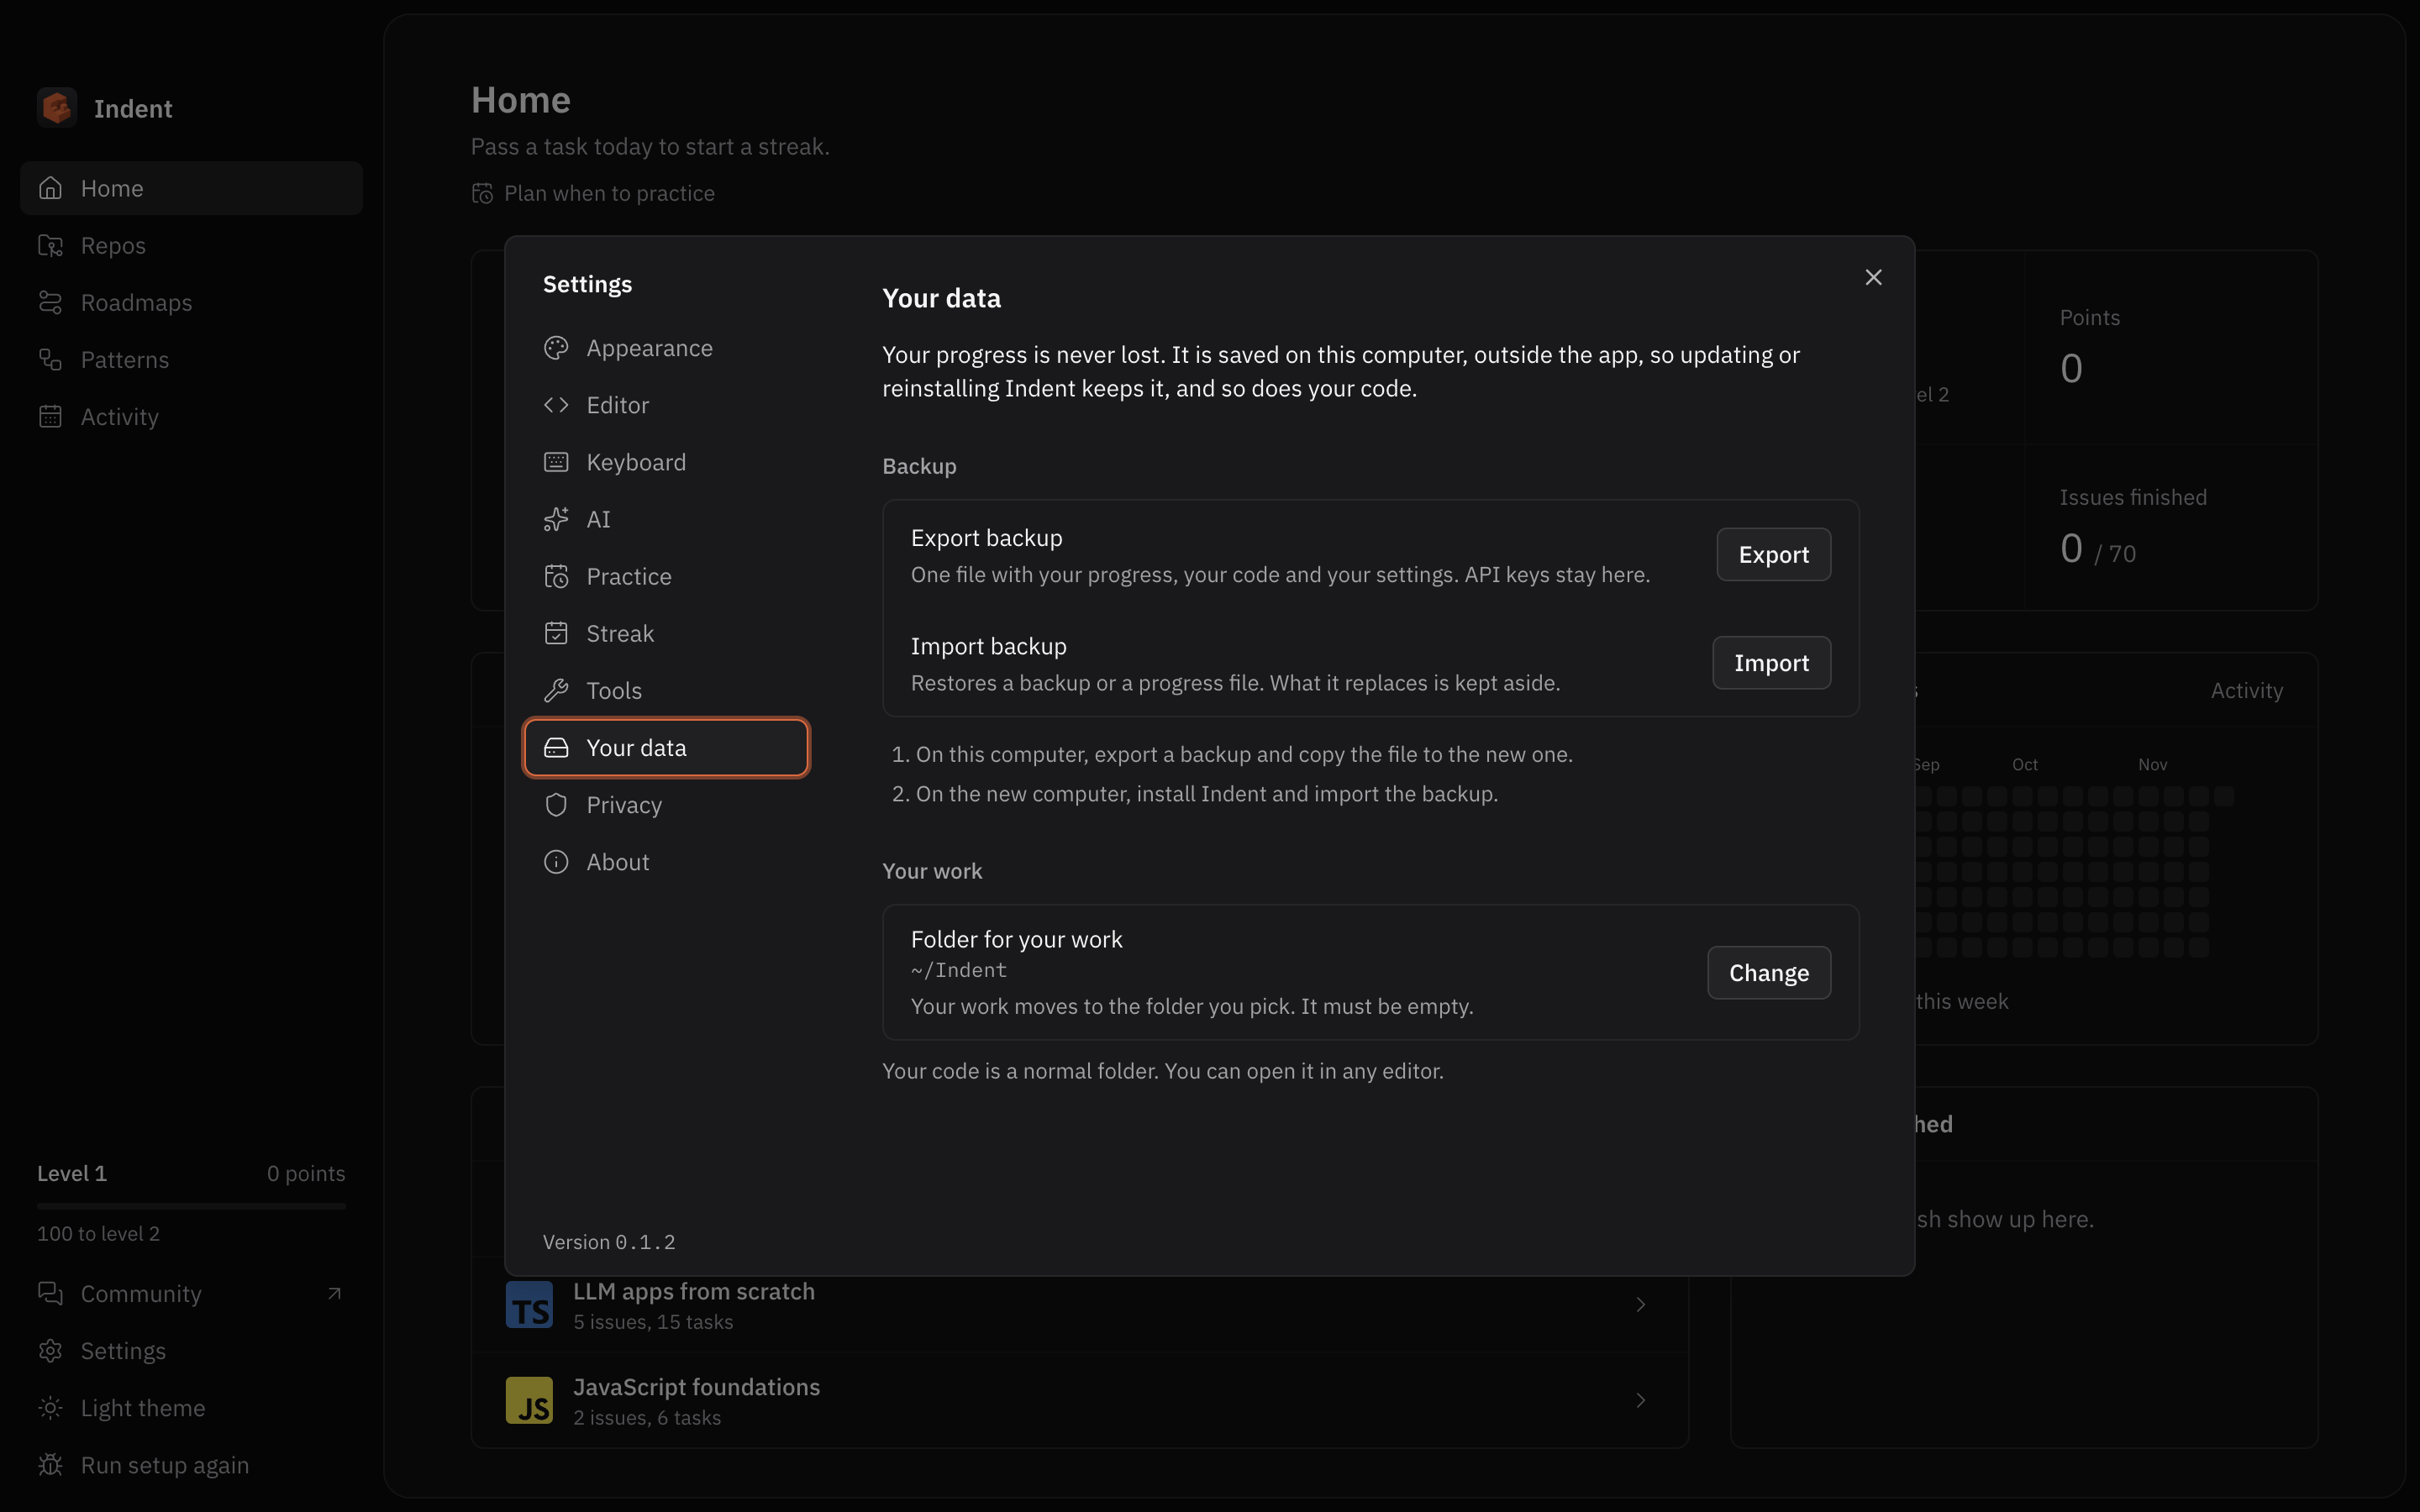 Indent
Home
Repos
Roadmaps
Patterns
Activity
Level 1
0 points
100 to level 2
Community
Settings
Light theme
Run setup again
Home
Pass a task today to start a streak.
Plan when to practice
Settings
Appearance
Editor
Keyboard
AI
Practice
Streak
Tools
Your data
Privacy
About
Version 0.1.2
Your data
Your progress is never lost. It is saved on this computer, outside the app, so updating or
reinstalling Indent keeps it, and so does your code.
Backup
Export backup
One file with your progress, your code and your settings. API keys stay here.
Export
Import backup
Restores a backup or a progress file. What it replaces is kept aside.
Import
1. On this computer, export a backup and copy the file to the new one.
2. On the new computer, install Indent and import the backup.
Your work
Folder for your work
~/Indent
Your work moves to the folder you pick. It must be empty.
Change
Your code is a normal folder. You can open it in any editor.
el 2
Points
0
Issues finished
0 / 70
Activity
Sep
Oct
Nov
this week
hed
sh show up here.
TS
LLM apps from scratch
5 issues, 15 tasks
JS
JavaScript foundations
2 issues, 6 tasks